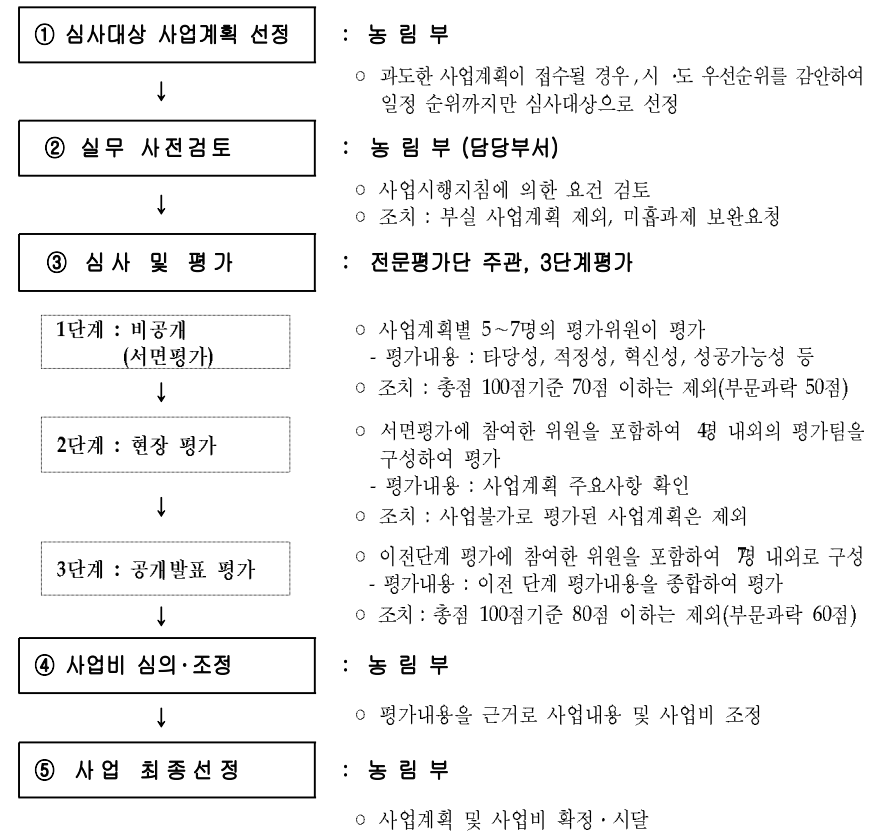 ① 심사대상 사업계획 선정 : 농 림 부
○ 과도한 사업계획이 접수될 경우,시 ·도 우선순위를 감안하여
일정 순위까지만 심사대상으로 선정
↓
② 실무 사전검토 : 농 림 부 (담당부서)
○ 사업시행지침에 의한 요건 검토
↓
○ 조치 : 부실 사업계획 제외, 미흡과제 보완요청
③ 심 사 및 평 가 : 전문평가단 주관, 3단계평가
1단계 : 비공개
(서면평가)
○ 사업계획별 5~7명의 평가위원이 평가
- 평가내용 : 타당성, 적정성, 혁신성, 성공가능성 등
○ 조치 : 총점 100점기준 70점 이하는 제외(부문과락 50점)
↓
2단계 : 현장 평가
○ 서면평가에 참여한 위원을 포함하여 4명 내외의 평가팀을
구성하여 평가
- 평가내용 : 사업계획 주요사항 확인
○ 조치 : 사업불가로 평가된 사업계획은 제외
↓
3단계 : 공개발표 평가
○ 이전단계 평가에 참여한 위원을 포함하여 7명 내외로 구성
- 평가내용 : 이전 단계 평가내용을 종합하여 평가
○ 조치 : 총점 100점기준 80점 이하는 제외(부문과락 60점)
↓
④ 사업비 심의·조정 : 농 림 부
○ 평가내용을 근거로 사업내용 및 사업비 조정
↓
⑤ 사 업 최 종 선 정 : 농 림 부
○ 사업계획 및 사업비 확정·시달